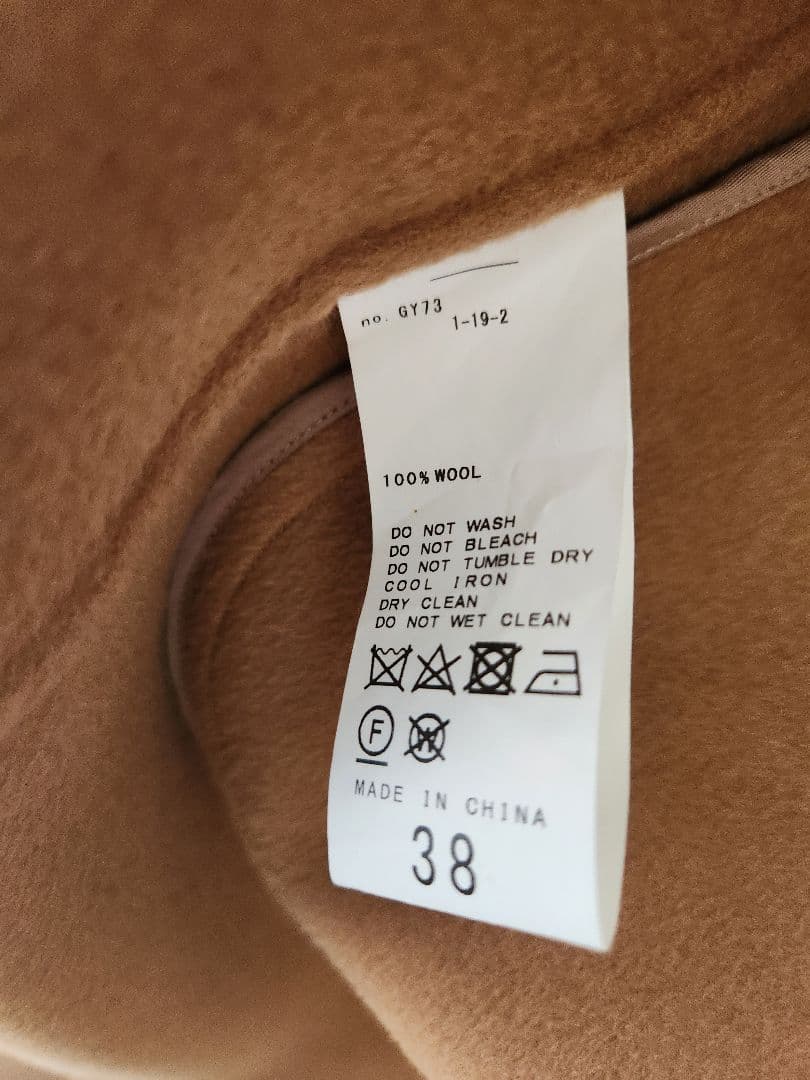 no. GY73
1-19-2
100% WOOL
DO NOT WASH
DO NOT BLEACH
DO NOT TUMBLE DRY
COOL IRON
DRY CLEAN
DO NOT WET CLEAN
F W
MADE IN CHINA
38